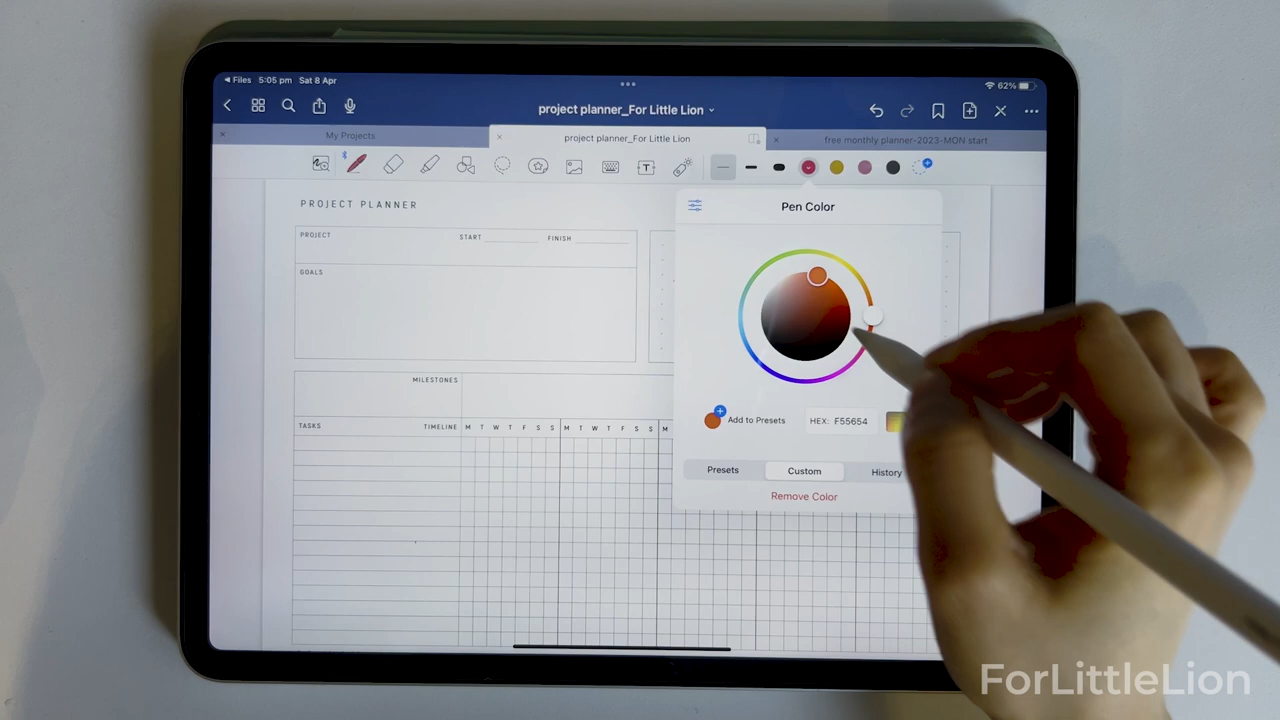 Files 5:05 pm Sat 8 Apr
62%
project planner_For Little Lion
My Projects
project planner_For Little Lion
free monthly planner-2023-MON start
T
PROJECT PLANNER
Pen Color
PROJECT
START
FINISH
GOALS
MILESTONES
Add to Presets
HEX: F55654
TASKS
TIMELINE
M T W T F S S M T W T F S S M
Presets
Custom
History
Remove Color
ForLittleLion